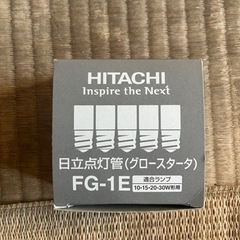 HITACHI
Inspire the Next
日立点灯管(グロースタータ)
FG-1E
適合ランプ
10・15・20・30W形用